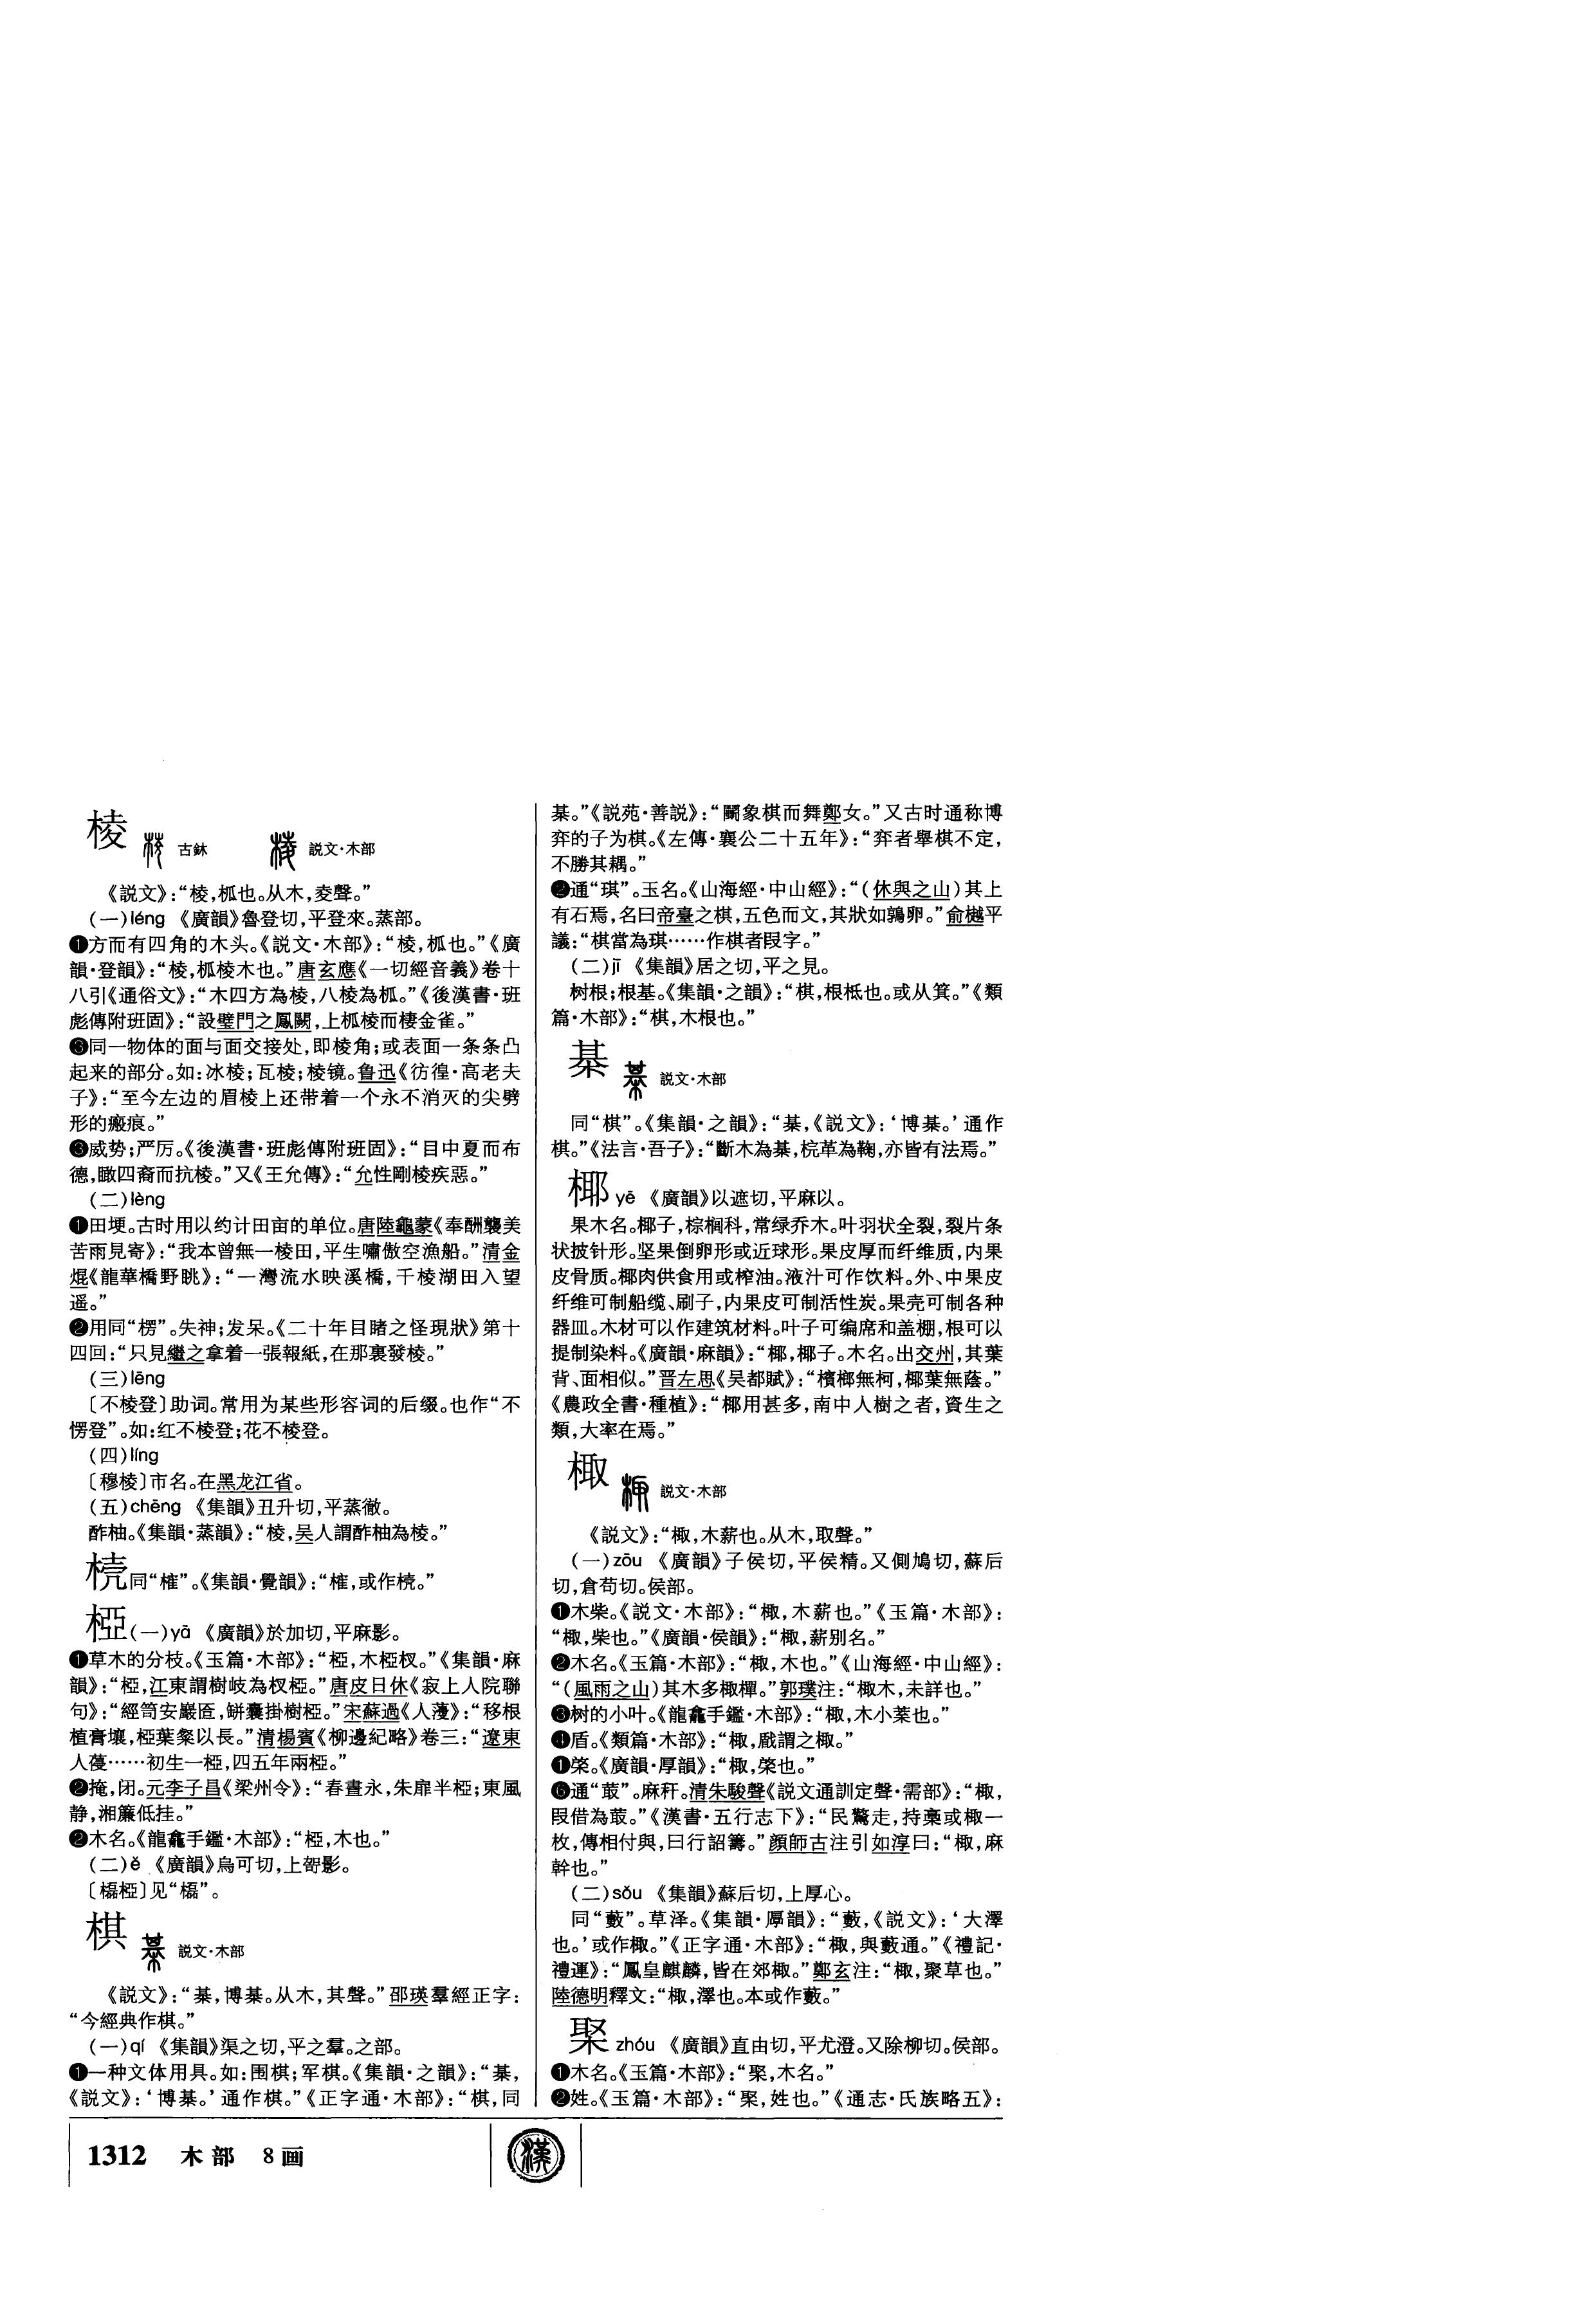 棱 古鉥 説文·木部
《説文》：“棱，柧也。从木，夌聲。”
（一）léng 《廣韻》魯登切，平登來。蒸部。
❶方而有四角的木头。《説文·木部》：“棱，柧也。”《廣
韻·登韻》：“棱，柧棱木也。”唐玄應《一切經音義》卷十
八引《通俗文》：“木四方為棱，八棱為柧。”《後漢書·班
彪傳附班固》：“設璧門之鳳闕，上柧棱而棲金雀。”
❸同一物体的面与面交接处，即棱角；或表面一条条凸
起来的部分。如：冰棱；瓦棱；棱镜。鲁迅《彷徨·高老夫
子》：“至今左边的眉棱上还带着一个永不消灭的尖劈
形的瘢痕。”
❸威势；严厉。《後漢書·班彪傳附班固》：“目中夏而布
德，瞰四裔而抗棱。”又《王允傳》：“允性剛棱疾惡。”
（二）lèng
❶田埂。古时用以约计田亩的单位。唐陸龜蒙《奉酬襲美
苦雨見寄》：“我本曾無一棱田，平生嘯傲空漁船。”清金
焜《龍華橋野眺》：“一灣流水映溪橋，千棱湖田入望
遥。”
❷用同“愣”。失神；发呆。《二十年目睹之怪現狀》第十
四回：“只見繼之拿着一張報紙，在那裏發棱。”
（三）lēng
〔不棱登〕助词。常用为某些形容词的后缀。也作“不
愣登”。如：红不棱登；花不棱登。
（四）líng
〔穆棱〕市名。在黑龙江省。
（五）chēng 《集韻》丑升切，平蒸徹。
酢柚。《集韻·蒸韻》：“棱，吴人謂酢柚為棱。”
同“榷”。《集韻·覺韻》：“榷，或作
椏（一）yā 《廣韻》於加切，平麻影。
❶草木的分枝。《玉篇·木部》：“椏，木椏杈。”《集韻·麻
韻》：“椏，江東謂樹岐為杈椏。”唐皮日休《寂上人院聯
句》：“經笥安巖匼，缾囊掛樹椏。”宋蘇過《人薓》：“移根
植膏壤，椏葉粲以長。”清楊賓《柳邊紀略》卷三：“遼東
人薓……初生一椏，四五年兩椏。”
❷掩，闭。元李子昌《梁州令》：“春晝永，朱扉半椏；東風
静，湘簾低挂。”
❷木名。《龍龕手鑑·木部》：“椏，木也。”
（二）ě 《廣韻》烏可切，上哿影。
〔橠椏〕见“橠”。
棋 説文·木部
《説文》：“棊，博棊。从木，其聲。”邵瑛羣經正字：
“今經典作棋。”
（一）qí 《集韻》渠之切，平之羣。之部。
❶一种文体用具。如：围棋；军棋。《集韻·之韻》：“棊，
《説文》：‘博棊。’通作棋。”《正字通·木部》：“棋，同
棊。”《説苑·善説》：“鬭象棋而舞鄭女。”又古时通称博
弈的子为棋。《左傳·襄公二十五年》：“弈者舉棋不定，
不勝其耦。”
❷通“琪”。玉名。《山海經·中山經》：“（休與之山）其上
有石焉，名曰帝臺之棋，五色而文，其狀如鶉卵。”俞樾平
議：“棋當為琪……作棋者叚字。”
（二）jī 《集韻》居之切，平之見。
树根；根基。《集韻·之韻》：“棋，根柢也。或从箕。”《類
篇·木部》：“棋，木根也。”
棊 説文·木部
同“棋”。《集韻·之韻》：“棊，《説文》：‘博棊。’通作
棋。”《法言·吾子》：“斷木為棊，梡革為鞠，亦皆有法焉。”
椰 yē 《廣韻》以遮切，平麻以。
果木名。椰子，棕榈科，常绿乔木。叶羽状全裂，裂片条
状披针形。坚果倒卵形或近球形。果皮厚而纤维质，内果
皮骨质。椰肉供食用或榨油。液汁可作饮料。外、中果皮
纤维可制船缆、刷子，内果皮可制活性炭。果壳可制各种
器皿。木材可以作建筑材料。叶子可编席和盖棚，根可以
提制染料。《廣韻·麻韻》：“椰，椰子。木名。出交州，其葉
背、面相似。”晋左思《吴都賦》：“檳榔無柯，椰葉無蔭。”
《農政全書·種植》：“椰用甚多，南中人樹之者，資生之
類，大率在焉。”
棷 説文·木部
《説文》：“棷，木薪也。从木，取聲。”
（一）zōu 《廣韻》子侯切，平侯精。又側鳩切，蘇后
切，倉苟切。侯部。
❶木柴。《説文·木部》：“棷，木薪也。”《玉篇·木部》：
“棷，柴也。”《廣韻·侯韻》：“棷，薪别名。”
❷木名。《玉篇·木部》：“棷，木也。”《山海經·中山經》：
“（風雨之山）其木多棷樿。”郭璞注：“棷木，未詳也。”
❸树的小叶。《龍龕手鑑·木部》：“棷，木小葉也。”
❹盾。《類篇·木部》：“棷，戙謂之棷。”
❶棨。《廣韻·厚韻》：“棷，棨也。”
❻通“菆”。麻秆。清朱駿聲《説文通訓定聲·需部》：“棷，
叚借為菆。”《漢書·五行志下》：“民驚走，持稾或棷一
枚，傳相付與，曰行詔籌。”顔師古注引如淳曰：“棷，麻
幹也。”
（二）sǒu 《集韻》蘇后切，上厚心。
同“藪”。草泽。《集韻·厚韻》：“藪，《説文》：‘大澤
也。’或作棷。”《正字通·木部》：“棷，與藪通。”《禮記·
禮運》：“鳳皇麒麟，皆在郊棷。”鄭玄注：“棷，聚草也。”
陸德明釋文：“棷，澤也。本或作藪。”
棸 zhóu 《廣韻》直由切，平尤澄。又除柳切。侯部。
❶木名。《玉篇·木部》：“棸，木名。”
❷姓。《玉篇·木部》：“棸，姓也。”《通志·氏族略五》：
1312 木部 8画
漢